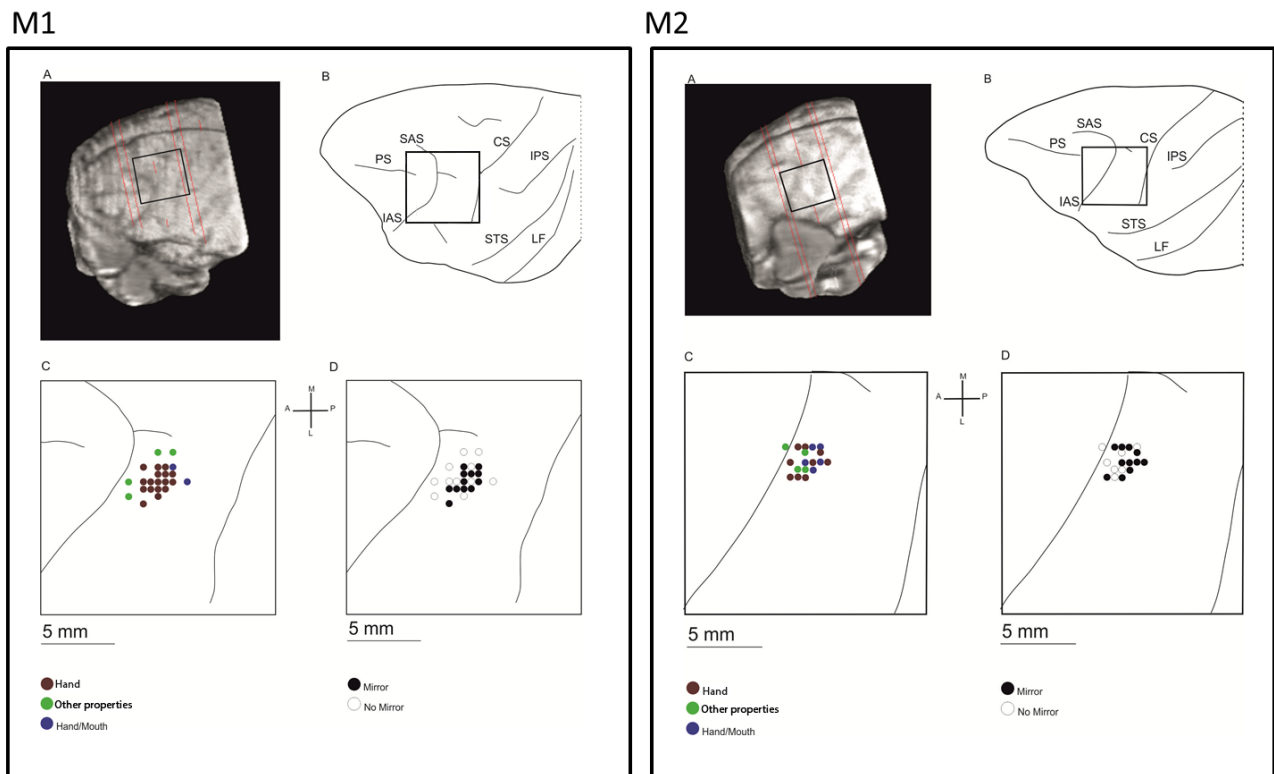 M1
A
B
SAS
CS
PS
IPS
IAS
STS
LF
C
D
M
A
P
L
5 mm
5 mm
Hand
Other properties
Hand/Mouth
Mirror
No Mirror
M2
A
B
SAS
CS
PS
IPS
IAS
STS
LF
C
D
M
A
P
L
5 mm
5 mm
Hand
Other properties
Hand/Mouth
Mirror
No Mirror